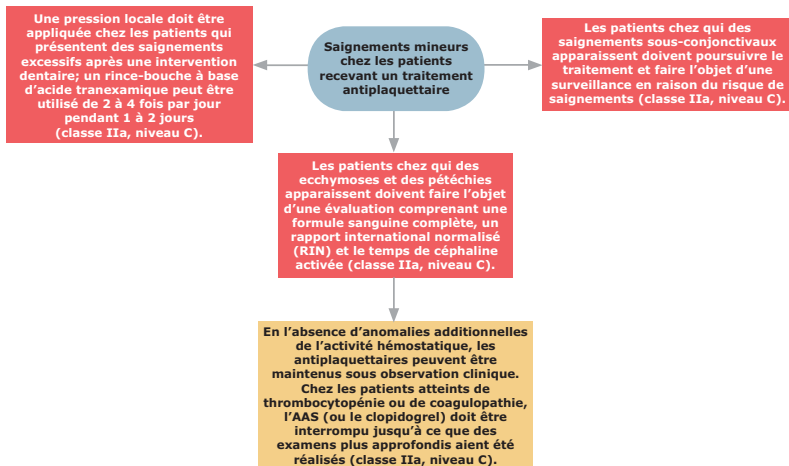 Une pression locale doit être
appliquée chez les patients qui
présentent des saignements
excessifs après une intervention
dentaire; un rince-bouche à base
d’acide tranexamique peut être
utilisé de 2 à 4 fois par jour
pendant 1 à 2 jours
(classe IIa, niveau C).
Saignements mineurs
chez les patients
recevant un traitement
antiplaquettaire
Les patients chez qui des
saignements sous-conjonctivaux
apparaissent doivent poursuivre le
traitement et faire l’objet d’une
surveillance en raison du risque de
saignements (classe IIa, niveau C).
Les patients chez qui des
ecchymoses et des pétéchies
apparaissent doivent faire l’objet
d’une évaluation comprenant une
formule sanguine complète, un
rapport international normalisé
(RIN) et le temps de céphaline
activée (classe IIa, niveau C).
En l’absence d’anomalies additionnelles
de l’activité hémostatique, les
antiplaquettaires peuvent être
maintenus sous observation clinique.
Chez les patients atteints de
thrombocytopénie ou de coagulopathie,
l’AAS (ou le clopidogrel) doit être
interrompu jusqu’à ce que des
examens plus approfondis aient été
réalisés (classe IIa, niveau C).